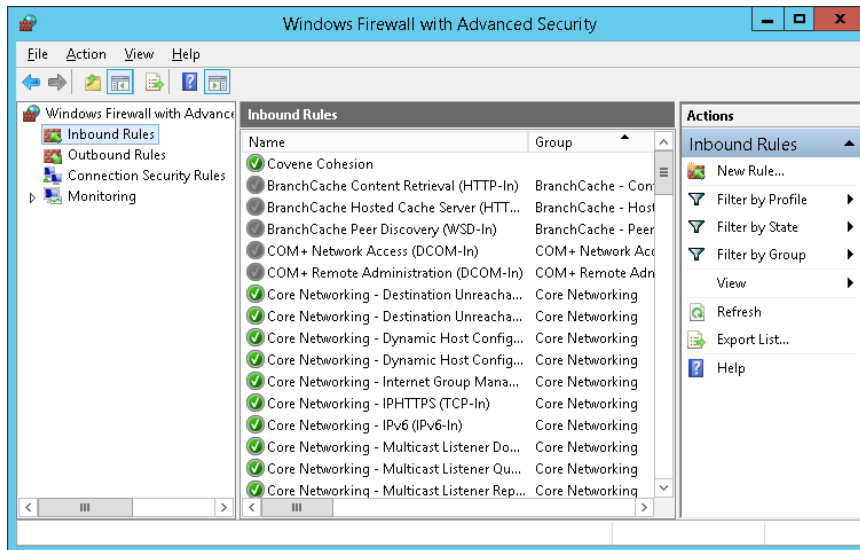 Windows Firewall with Advanced Security
File Action View Help
Windows Firewall with Advance
Inbound Rules
Outbound Rules
Connection Security Rules
Monitoring
Inbound Rules
Name Group
Covene Cohesion
BranchCache Content Retrieval (HTTP-In) BranchCache - Con
BranchCache Hosted Cache Server (HTT... BranchCache - Host
BranchCache Peer Discovery (WSD-In) BranchCache - Peer
COM+ Network Access (DCOM-In) COM+ Network Acc
COM+ Remote Administration (DCOM-In) COM+ Remote Adn
Core Networking - Destination Unreacha... Core Networking
Core Networking - Destination Unreacha... Core Networking
Core Networking - Dynamic Host Config... Core Networking
Core Networking - Dynamic Host Config... Core Networking
Core Networking - Internet Group Mana... Core Networking
Core Networking - IPHTTPS (TCP-In) Core Networking
Core Networking - IPv6 (IPv6-In) Core Networking
Core Networking - Multicast Listener Do... Core Networking
Core Networking - Multicast Listener Qu... Core Networking
Core Networking - Multicast Listener Rep... Core Networking
Actions
Inbound Rules
New Rule...
Filter by Profile
Filter by State
Filter by Group
View
Refresh
Export List...
Help